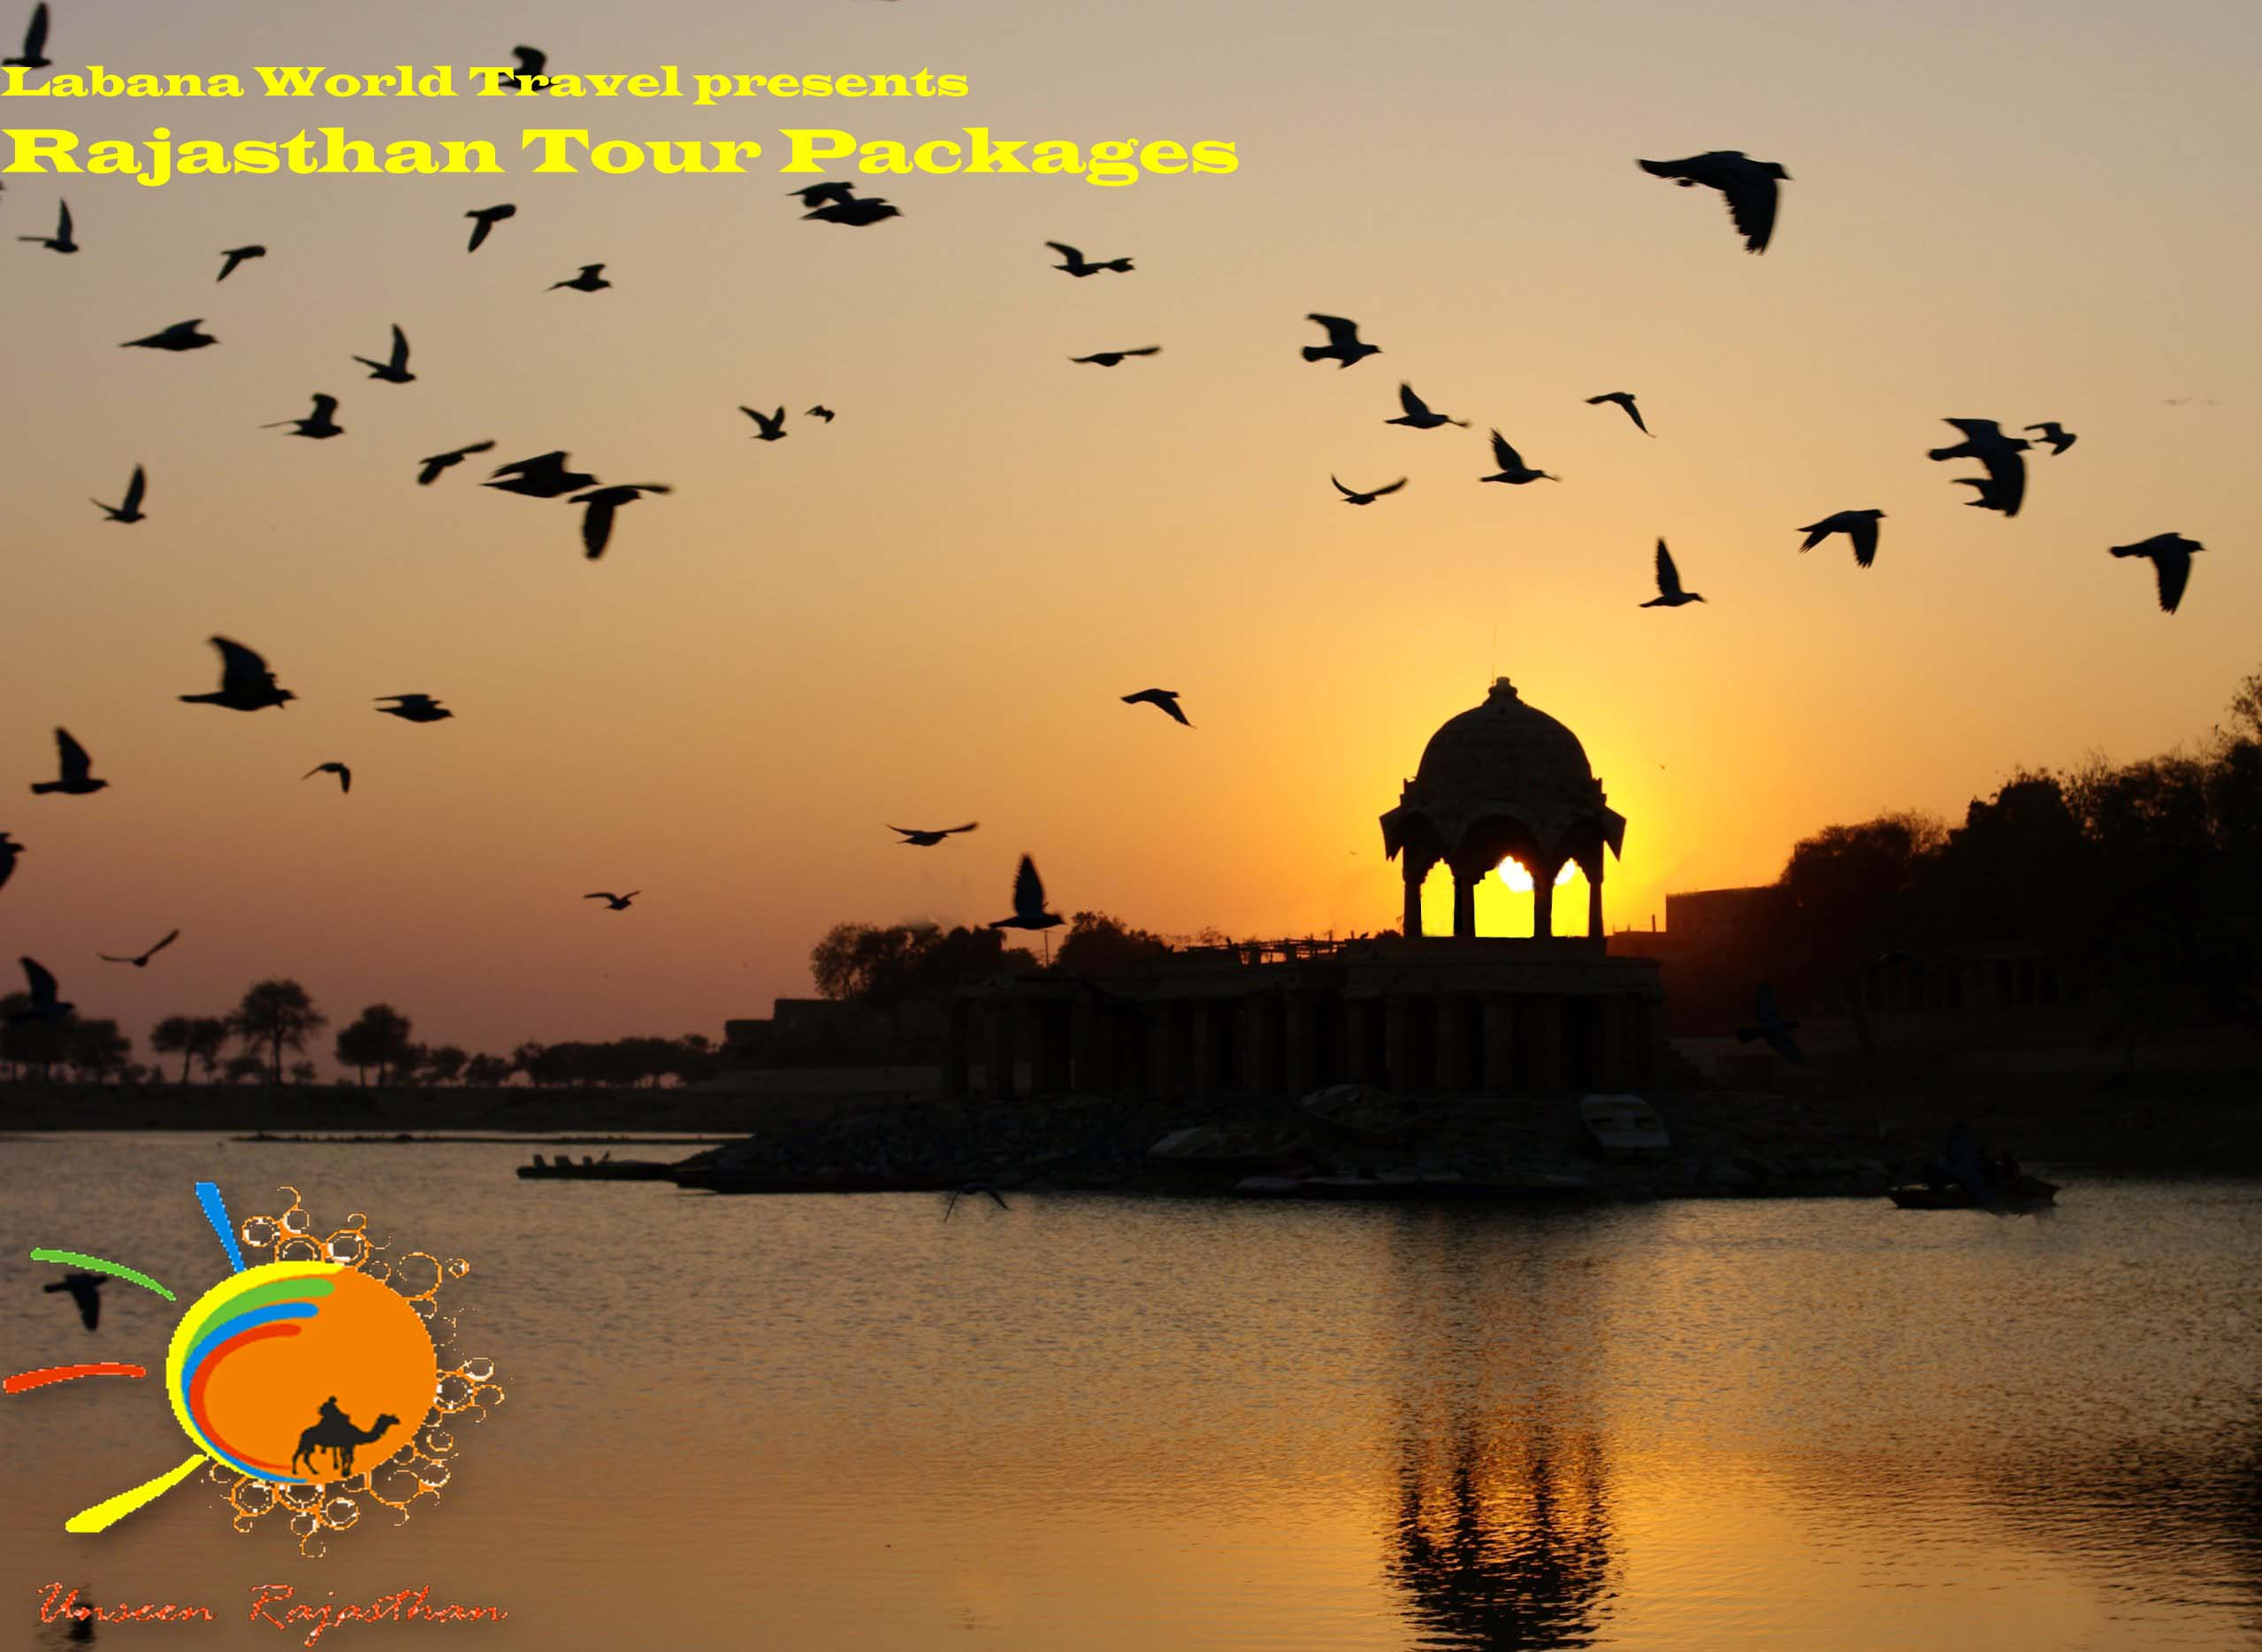 Labana World Travel presents
Rajasthan Tour Packages
Unseen Rajasthan